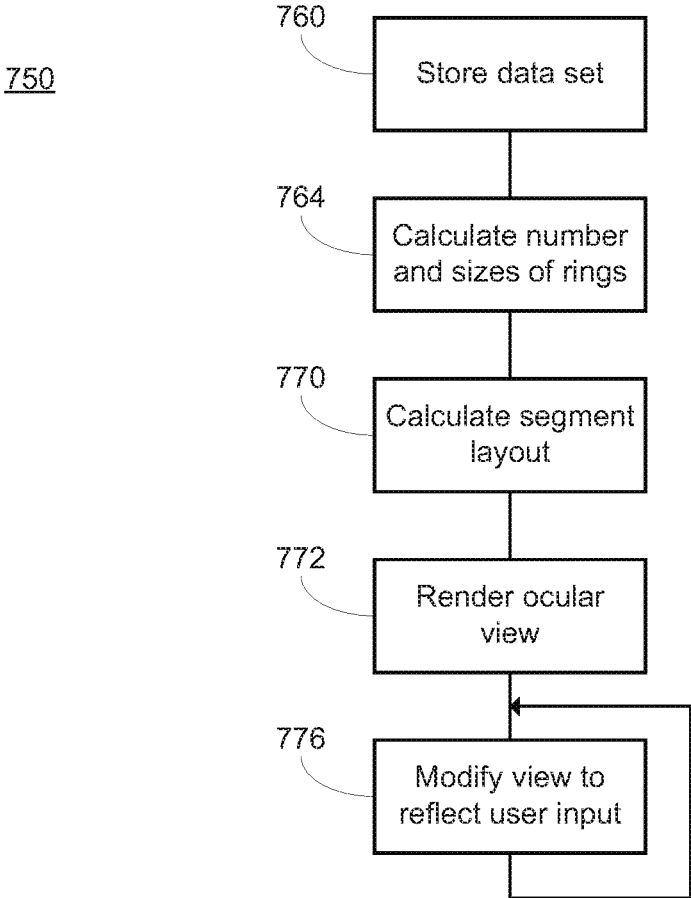 750
760
Store data set
764
Calculate number
and sizes of rings
770
Calculate segment
layout
772
Render ocular
view
776
Modify view to
reflect user input